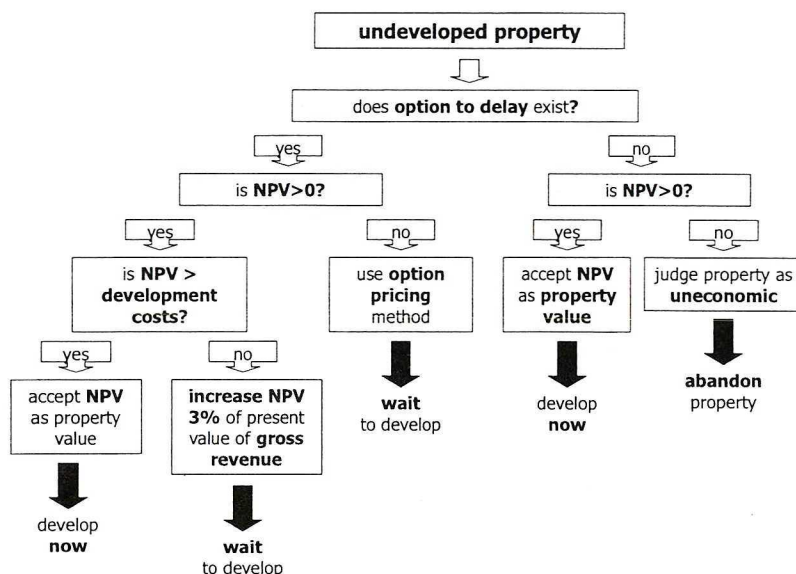 undeveloped property
does option to delay exist?
yes
no
is NPV>0?
is NPV>0?
yes
no
yes
no
is NPV >
development
costs?
use option
pricing
method
accept NPV
as property
value
judge property as
uneconomic
yes
no
accept NPV
as property
value
increase NPV
3% of present
value of gross
revenue
wait
to develop
develop
now
abandon
property
develop
now
wait
to develop